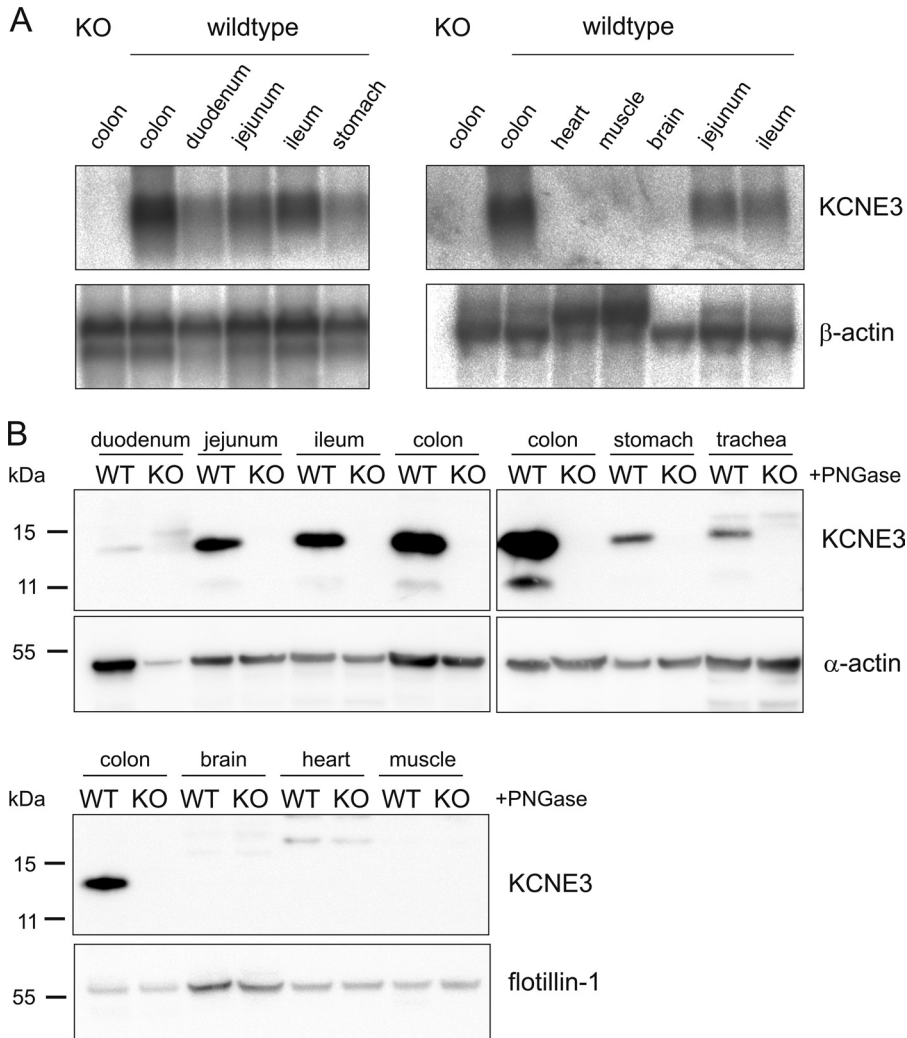 A
KO wildtype KO wildtype
colon colon duodenum jejunum ileum stomach colon colon heart muscle brain jejunum ileum
KCNE3
β-actin
B
duodenum jejunum ileum colon colon stomach trachea
kDa WT KO WT KO WT KO WT KO WT KO WT KO WT KO +PNGase
15
KCNE3
11
55
α-actin
colon brain heart muscle
kDa WT KO WT KO WT KO WT KO +PNGase
15
KCNE3
11
flotillin-1
55